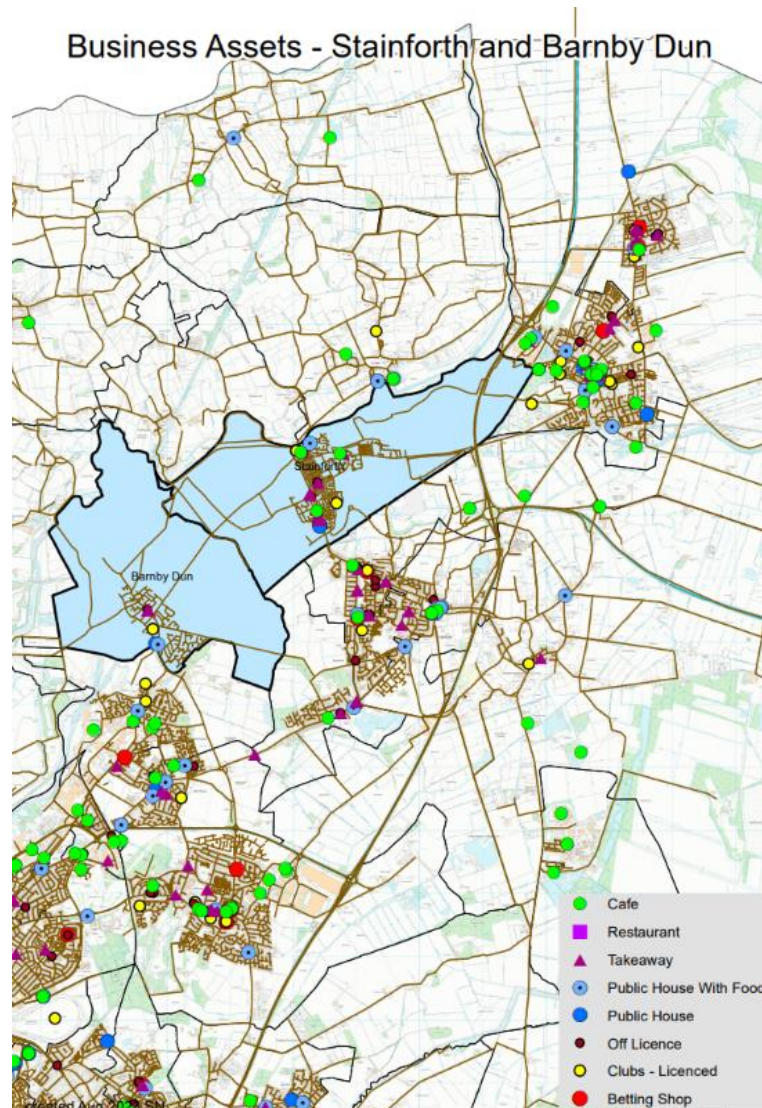 Business Assets - Stainforth and Barnby Dun
Stainforth
Barnby Dun
Cafe
Restaurant
Takeaway
Public House With Food
Public House
Off Licence
Clubs - Licenced
Betting Shop